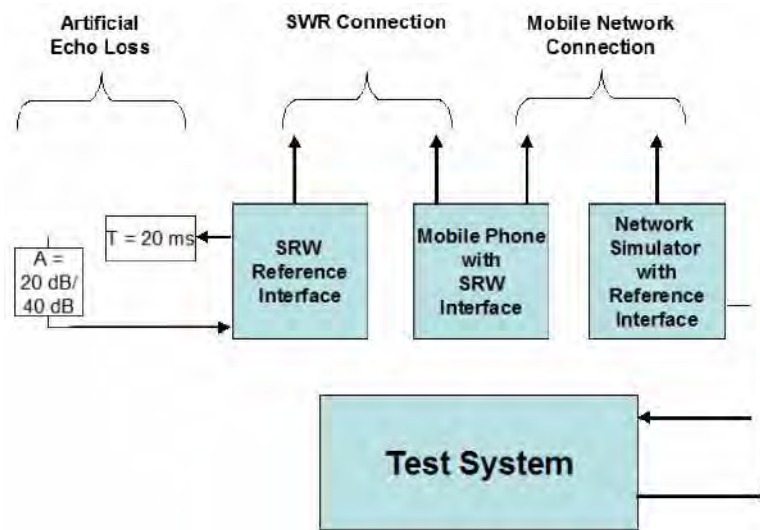 Artificial
Echo Loss
SWR Connection
Mobile Network
Connection
T = 20 ms
A =
20 dB/
40 dB
SRW
Reference
Interface
Mobile Phone
with
SRW
Interface
Network
Simulator
with
Reference
Interface
Test System